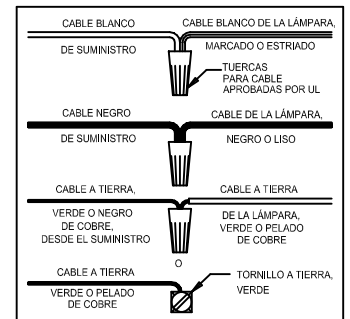 CABLE BLANCO
DE SUMINISTRO
CABLE BLANCO DE LA LÁMPARA,
MARCADO O ESTRIADO
TUERCAS
PARA CABLE
APROBADAS POR UL
CABLE NEGRO
DE SUMINISTRO
CABLE DE LA LÁMPARA,
NEGRO O LISO
CABLE A TIERRA,
VERDE O NEGRO
DE COBRE,
DESDE EL SUMINISTRO
CABLE A TIERRA
DE LA LÁMPARA,
VERDE O PELADO
DE COBRE
O
CABLE A TIERRA
VERDE O PELADO
DE COBRE
TORNILLO A TIERRA,
VERDE